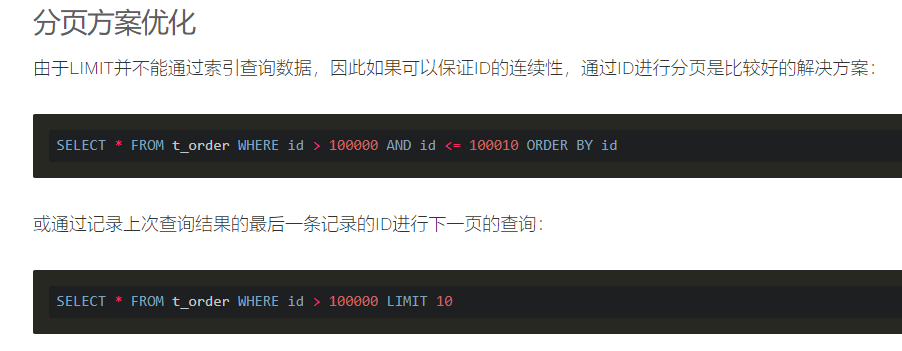 分页方案优化
由于LIMIT并不能通过索引查询数据，因此如果可以保证ID的连续性，通过ID进行分页是比较好的解决方案：
SELECT * FROM t_order WHERE id > 100000 AND id <= 100010 ORDER BY id
或通过记录上次查询结果的最后一条记录的ID进行下一页的查询：
SELECT * FROM t_order WHERE id > 100000 LIMIT 10